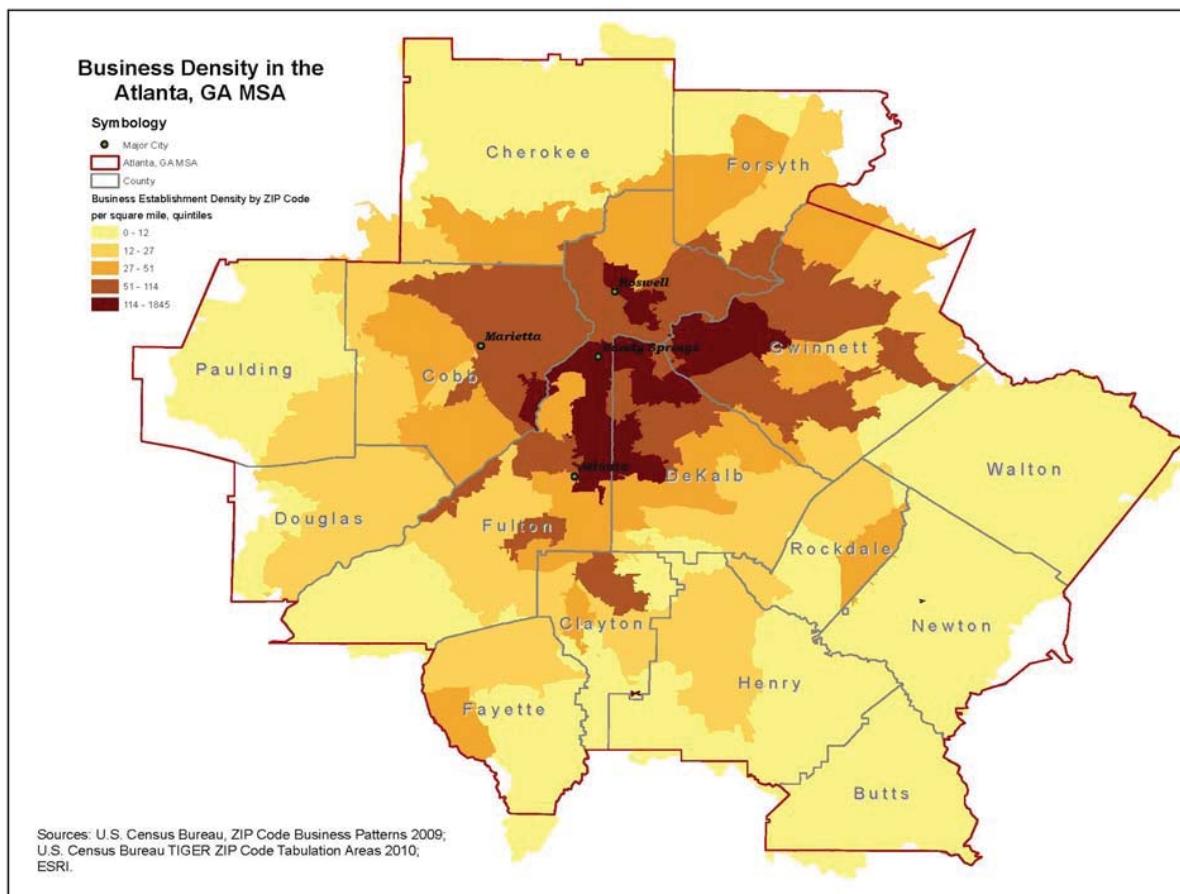 Business Density in the
Atlanta, GA MSA
Symbology
Major City
Atlanta, GA MSA
County
Business Establishment Density by ZIP Code
per square mile, quintiles
0 - 12
12 - 27
27 - 51
51 - 114
114 - 1845
Cherokee
Forsyth
Roswell
Marietta
Sandy Springs
Gwinnett
Paulding
Cobb
Walton
Atlanta
DeKalb
Douglas
Fulton
Rockdale
Clayton
Newton
Henry
Fayette
Butts
Sources: U.S. Census Bureau, ZIP Code Business Patterns 2009;
U.S. Census Bureau TIGER ZIP Code Tabulation Areas 2010;
ESRI.